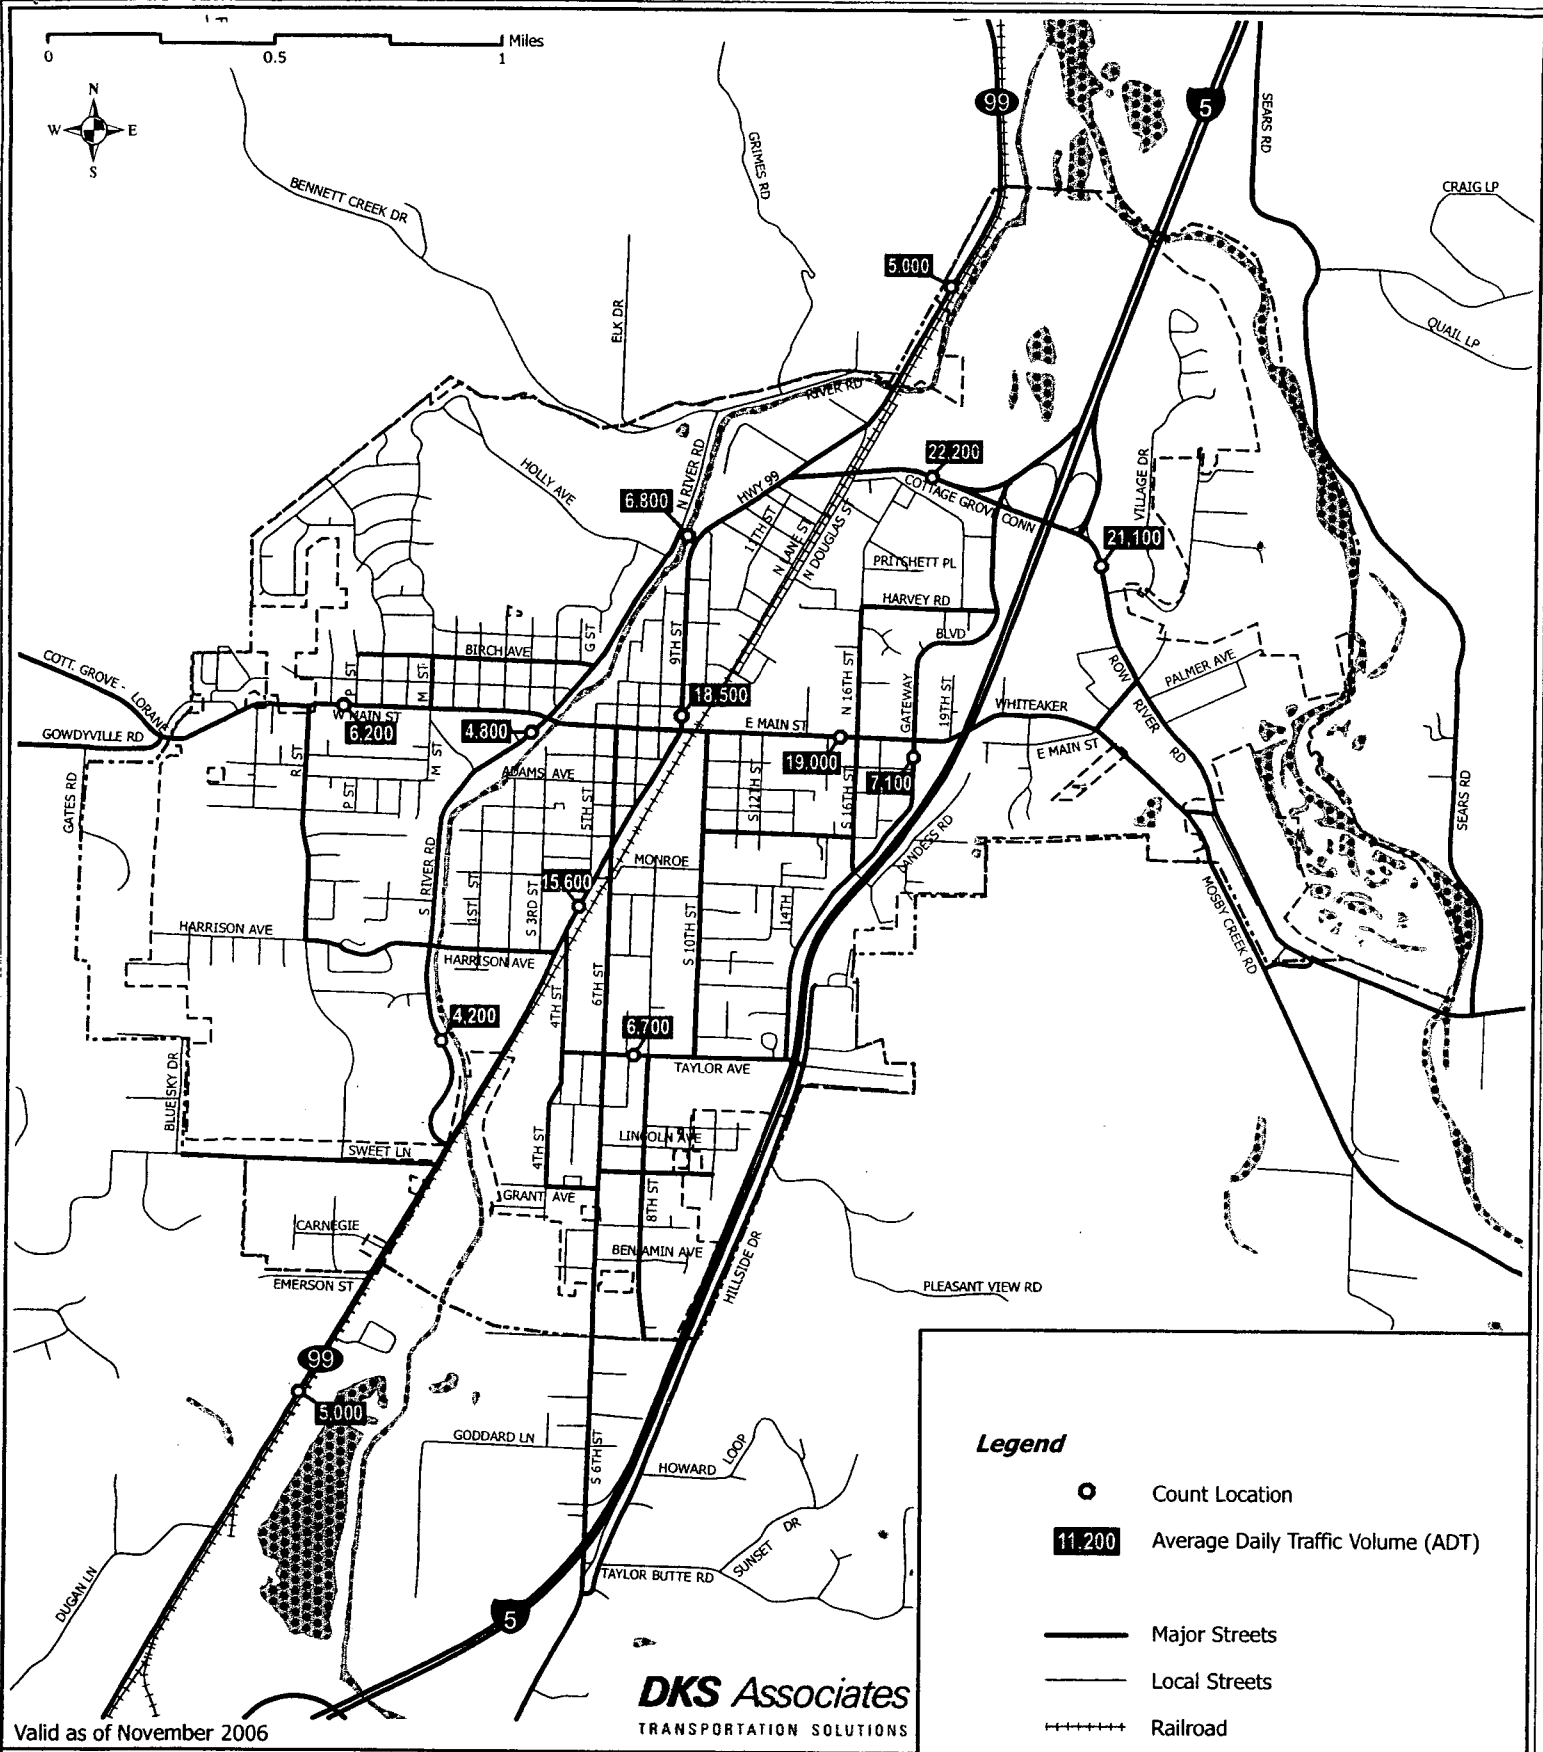 Miles
0
0.5
1
N
W
E
S
99
5
SEARS RD
GRIMES RD
BENNETT CREEK DR
CRAIG LP
5,000
ELK DR
QUAIL LP
RIVER RD
22,200
HOLLY AVE
N RIVER RD
HWY 99
COTTAGE GROVE CONN
VILLAGE DR
6,800
11TH ST
N LANE ST
N DOUGLAS ST
21,100
PRITCHETT PL
HARVEY RD
G ST
BLVD
9TH ST
BIRCH AVE
COTT. GROVE - LORANE
P ST
M ST
N 16TH ST
GATEWAY
19TH ST
ROW
RIVER
RD
PALMER AVE
18,500
WHITEAKER
W MAIN ST
E MAIN ST
6,200
4,800
GOWDYVILLE RD
E MAIN ST
19,000
R ST
M ST
ADAMS AVE
7,100
GATES RD
P ST
5TH ST
S 12TH ST
S 16TH ST
SEARS RD
LANDESS RD
S RIVER RD
MONROE
15,600
1ST ST
S 3RD ST
14TH
MOSBY CREEK RD
S 10TH ST
HARRISON AVE
HARRISON AVE
6TH ST
4TH ST
4,200
6,700
TAYLOR AVE
BLUE SKY DR
LINCOLN AVE
4TH ST
SWEET LN
GRANT AVE
8TH ST
CARNEGIE
BENJAMIN AVE
HILLSIDE DR
EMERSON ST
PLEASANT VIEW RD
99
5,000
GODDARD LN
S 6TH ST
HOWARD LOOP
SUNSET DR
TAYLOR BUTTE RD
DUGAN LN
5
Legend
Count Location
11,200 Average Daily Traffic Volume (ADT)
Major Streets
Local Streets
Railroad
DKS Associates
TRANSPORTATION SOLUTIONS
Valid as of November 2006